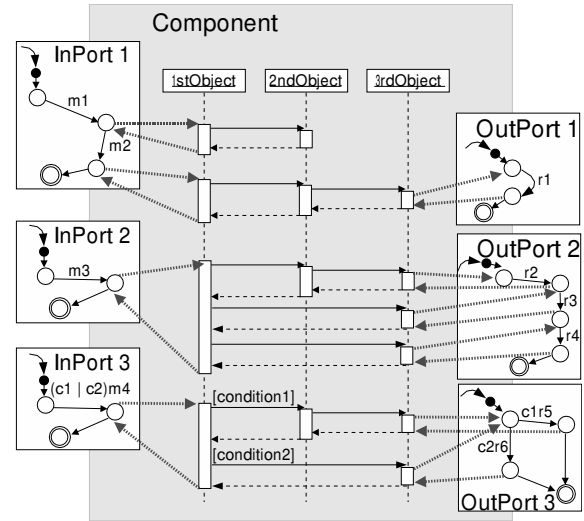 Component
InPort 1
m1
m2
1stObject
2ndObject
3rdObject
OutPort 1
r1
InPort 2
m3
OutPort 2
r2
r3
r4
InPort 3
(c1 | c2)m4
[condition1]
[condition2]
c1r5
c2r6
OutPort 3